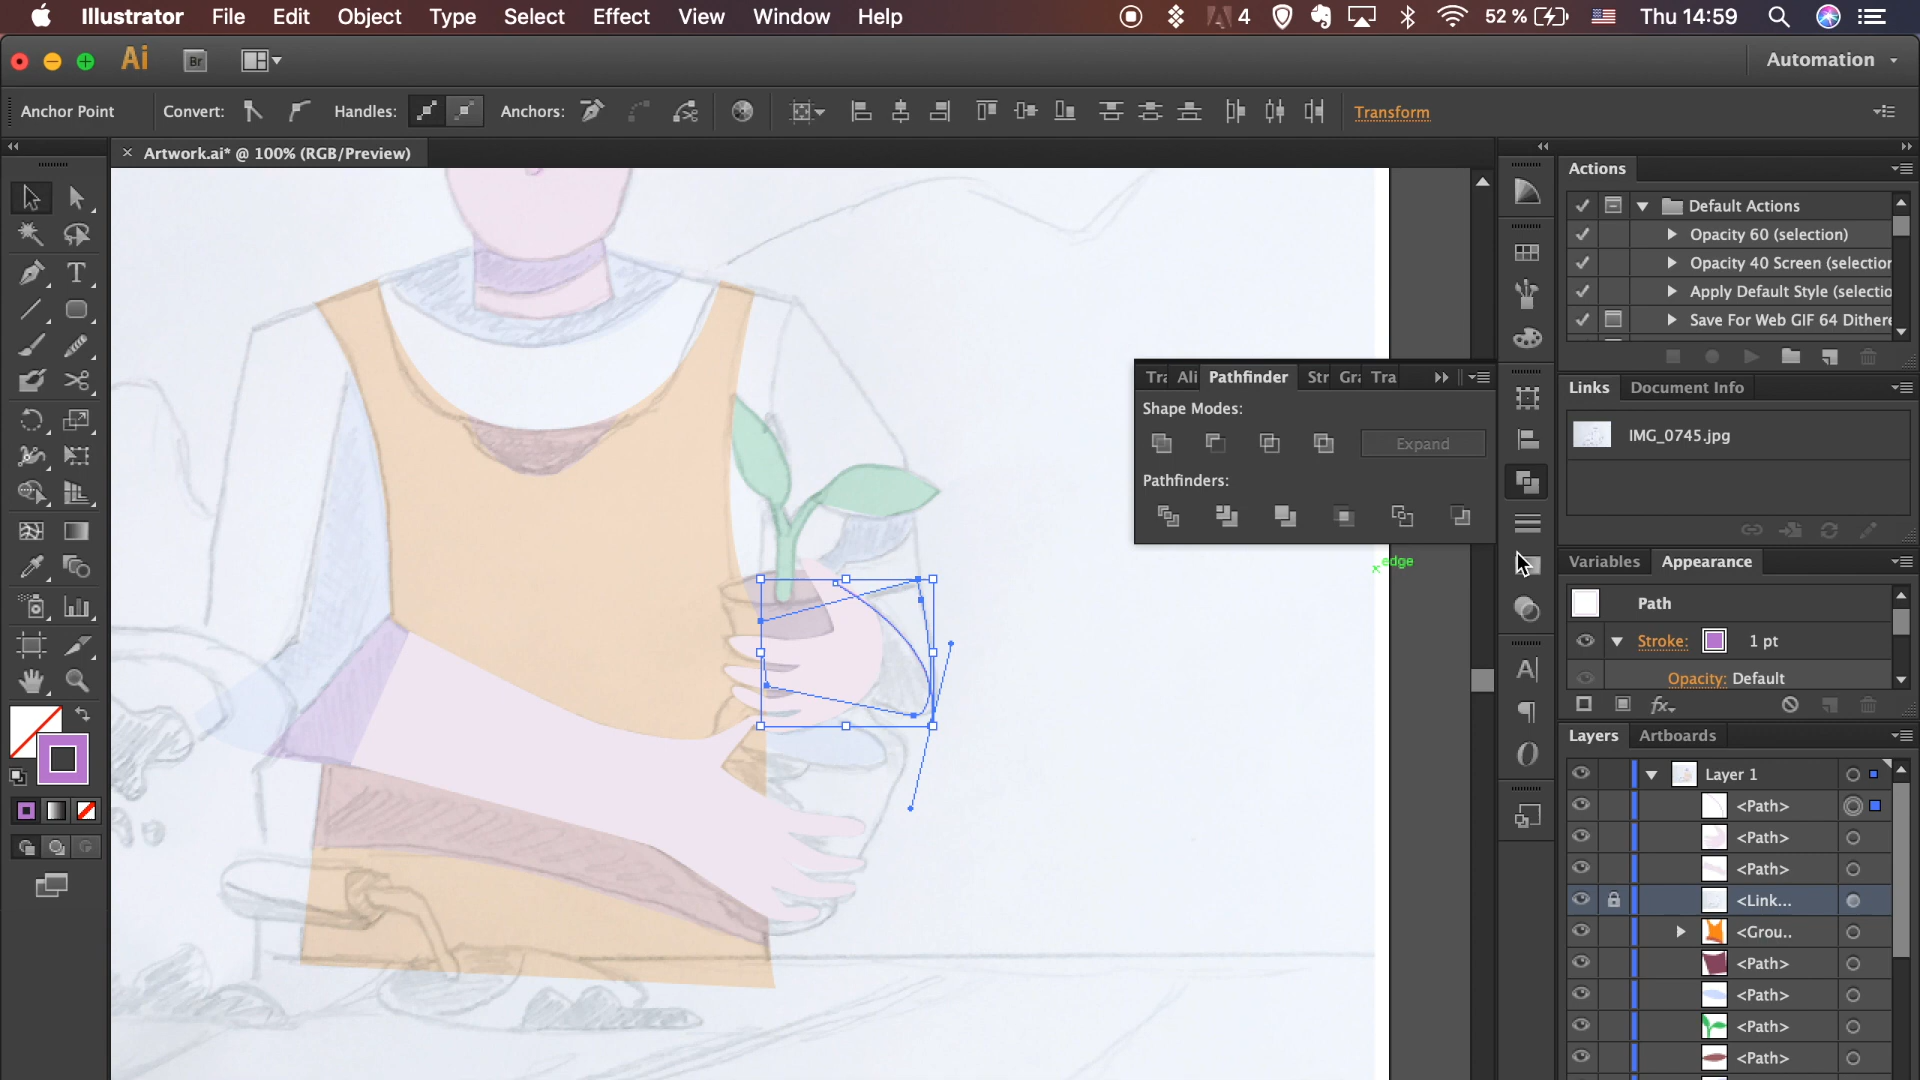 Illustrator File Edit Object Type Select Effect View Window Help 4 52 % Thu 14:59
Ai Br Automation
Anchor Point Convert: Handles: Anchors: Transform
× Artwork.ai* @ 100% (RGB/Preview)
Actions
Default Actions
Opacity 60 (selection)
Opacity 40 Screen (selection
Apply Default Style (selectio
Save For Web GIF 64 Dithere
Tra Ali Pathfinder Str Gra Tra
Shape Modes:
Expand
Pathfinders:
Links Document Info
IMG_0745.jpg
edge
Variables Appearance
Path
Stroke: 1 pt
Opacity: Default
fx
Layers Artboards
Layer 1
<Path>
<Path>
<Path>
<Link...
<Grou..
<Path>
<Path>
<Path>
<Path>